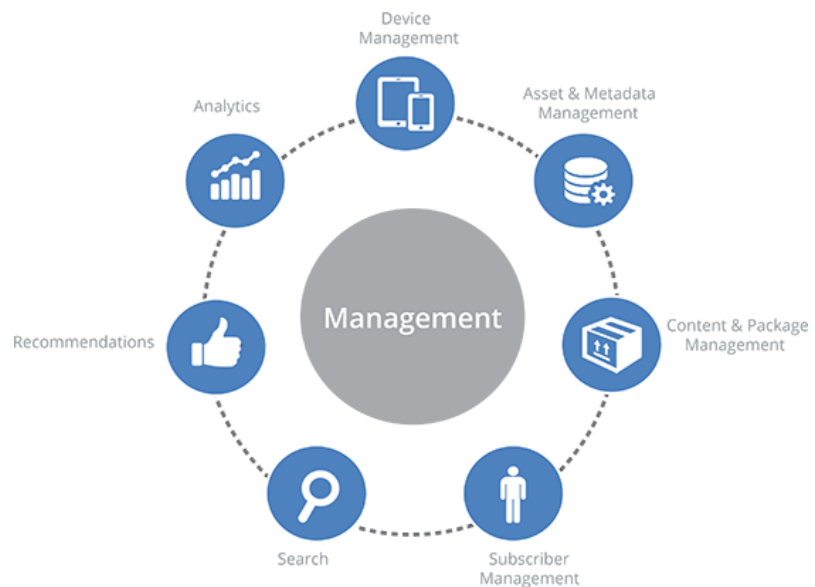 Device
Management
Analytics
Asset & Metadata
Management
Management
Recommendations
Content & Package
Management
Search
Subscriber
Management